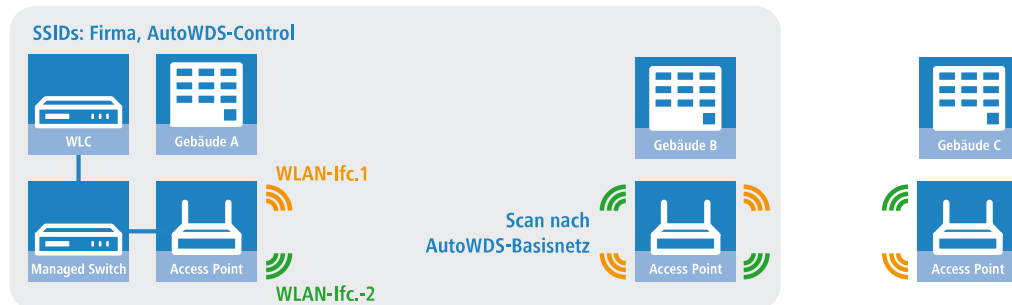 SSIDs: Firma, AutoWDS-Control
WLC
Gebäude A
Gebäude B
Gebäude C
WLAN-Ifc.1
Scan nach
AutoWDS-Basisnetz
Managed Switch
Access Point
Access Point
Access Point
WLAN-Ifc.-2